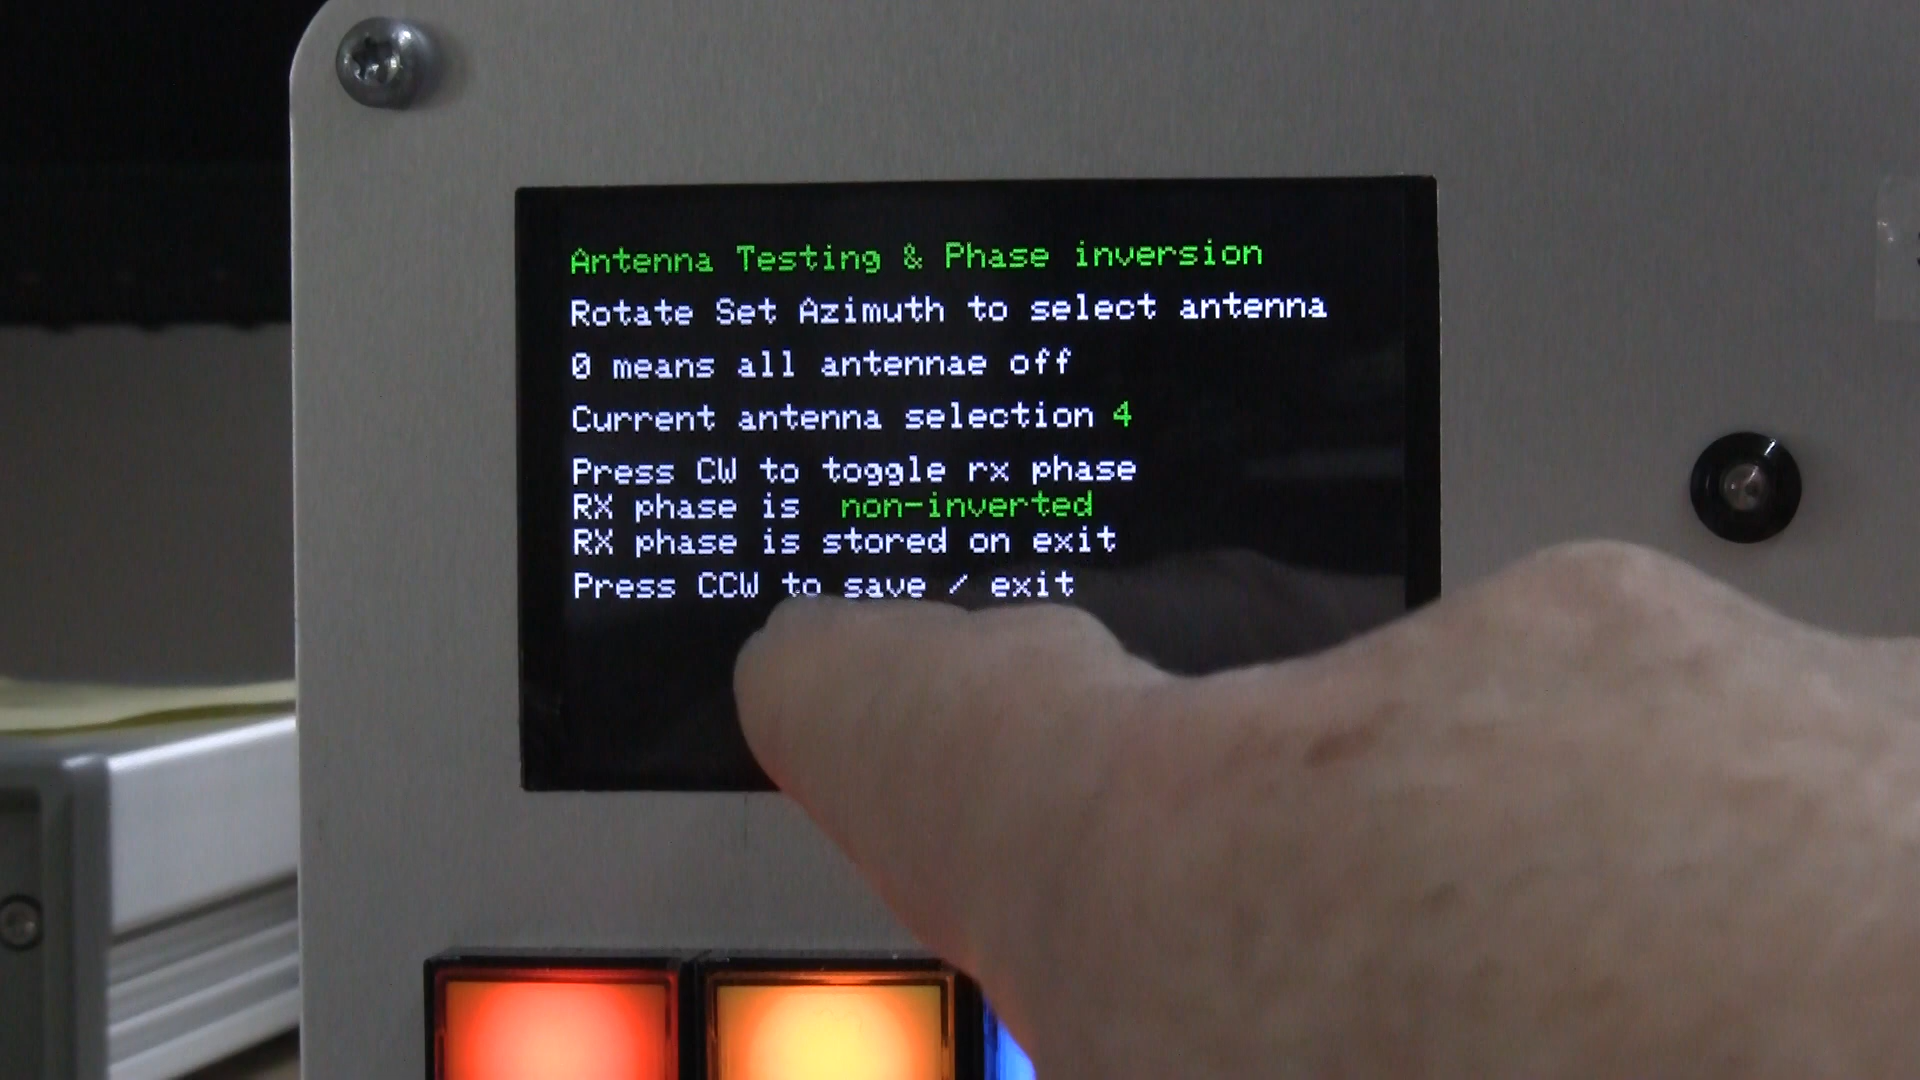 Antenna Testing & Phase inversion
Rotate Set Azimuth to select antenna
0 means all antennae off
Current antenna selection 4
Press CW to toggle rx phase
RX phase is non-inverted
RX phase is stored on exit
Press CCW to save / exit